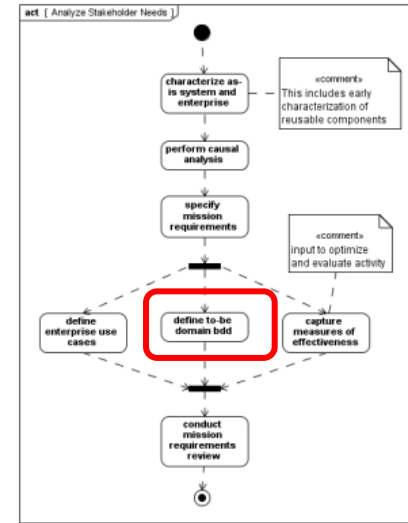 act [ Analyze Stakeholder Needs ]
characterize as-
is system and
enterprise
«comment»
This includes early
characterization of
reusable components
perform causal
analysis
specify
mission
requirements
«comment»
input to optimize
and evaluate activity
define
enterprise use
cases
define to-be
domain bdd
capture
measures of
effectiveness
conduct
mission
requirements
review